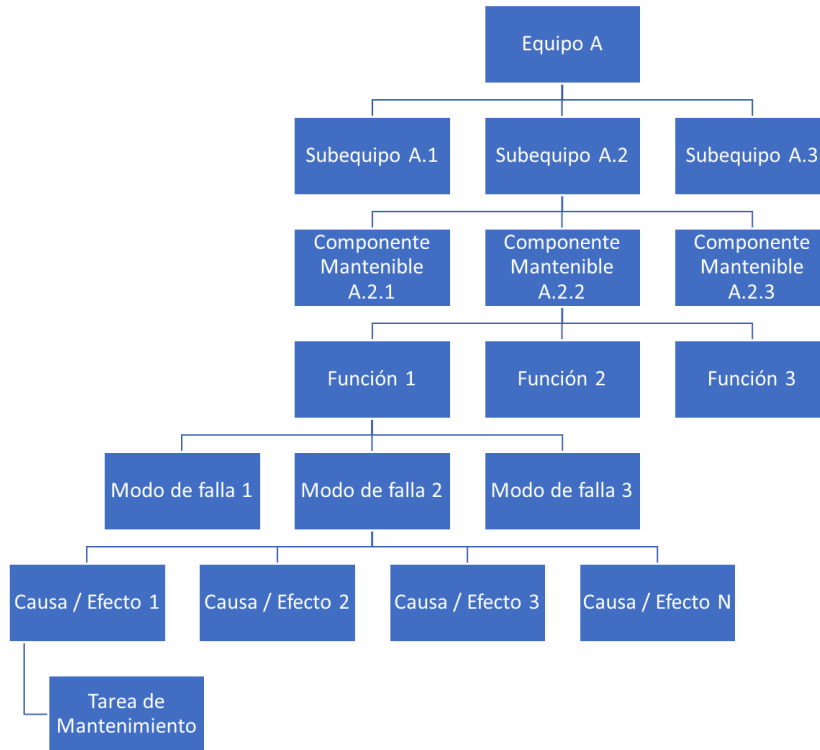 Equipo A
Subequipo A.1
Subequipo A.2
Subequipo A.3
Componente
Mantenible
A.2.1
Componente
Mantenible
A.2.2
Componente
Mantenible
A.2.3
Función 1
Función 2
Función 3
Modo de falla 1
Modo de falla 2
Modo de falla 3
Causa / Efecto 1
Causa / Efecto 2
Causa / Efecto 3
Causa / Efecto N
Tarea de
Mantenimiento